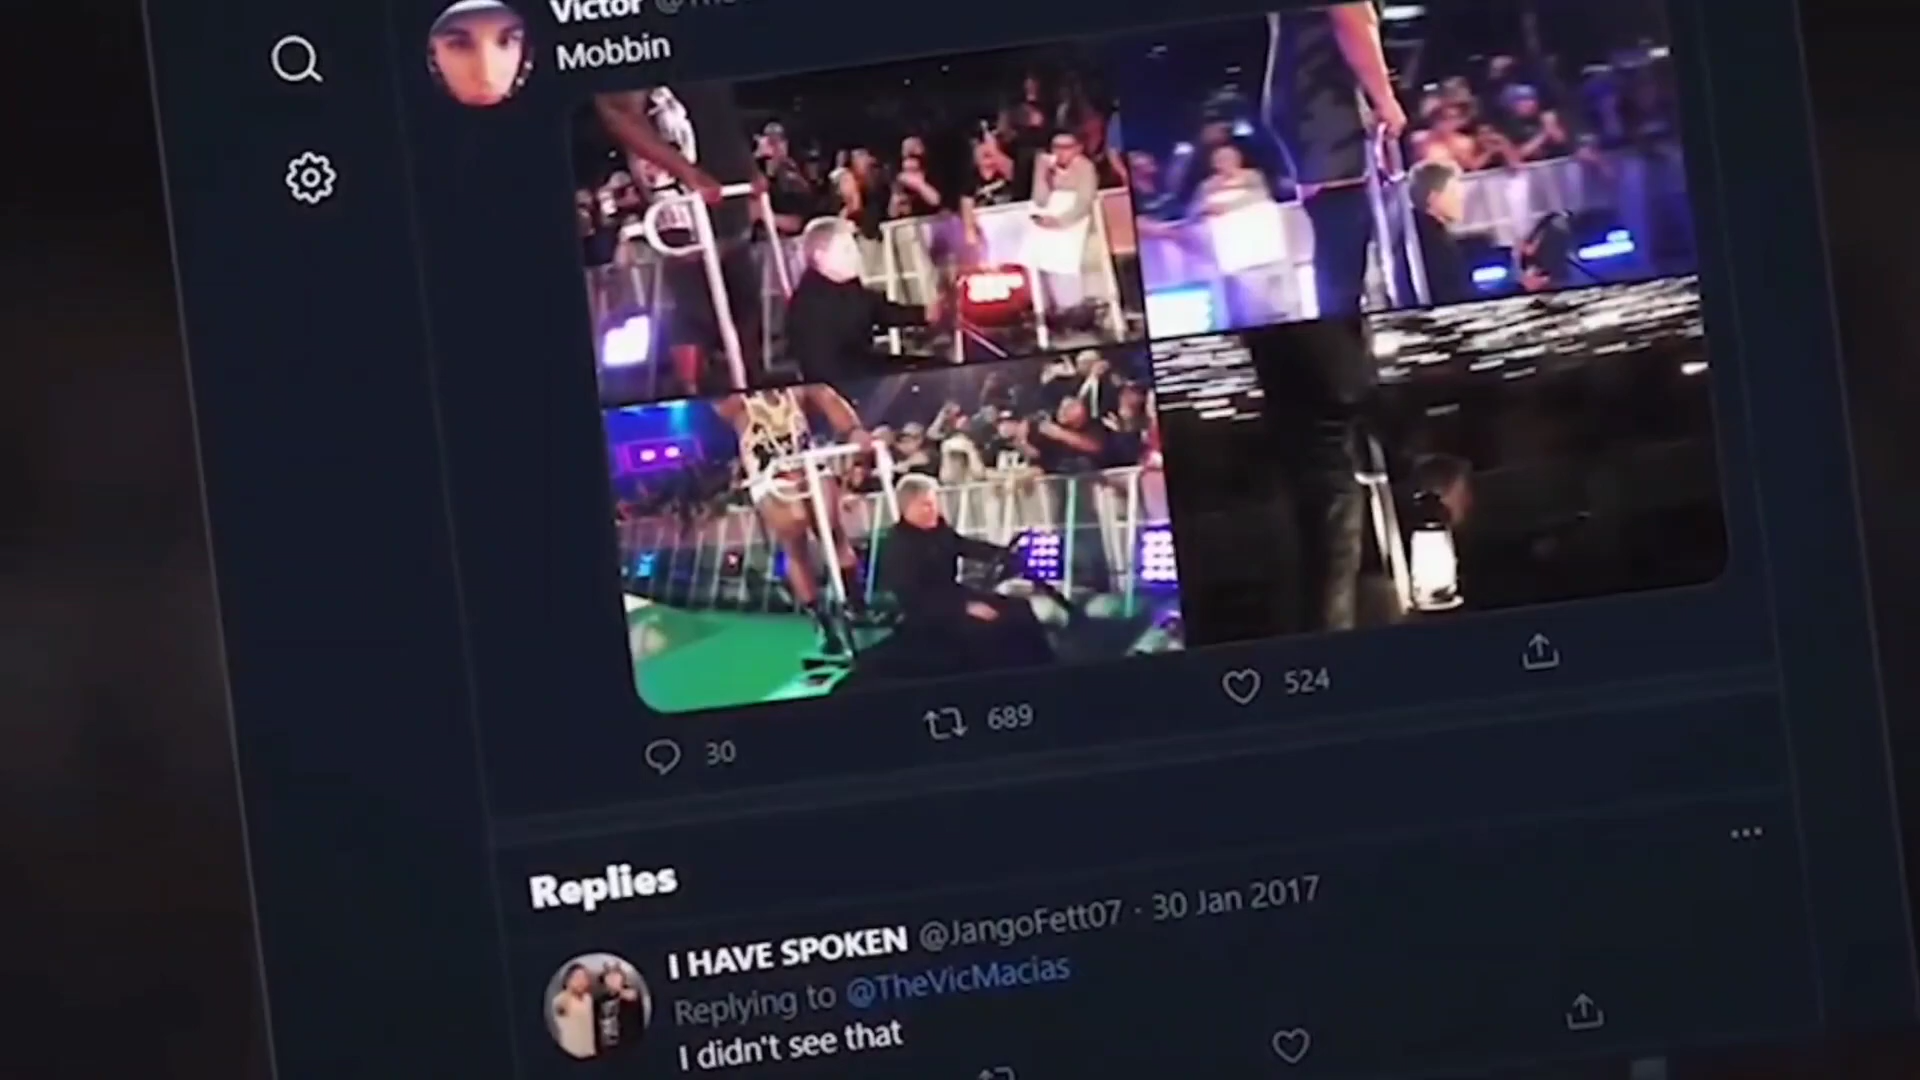 Victor
Mobbin
30
689
524
Replies
I HAVE SPOKEN @JangoFett07 · 30 Jan 2017
Replying to @TheVicMacias
I didn't see that